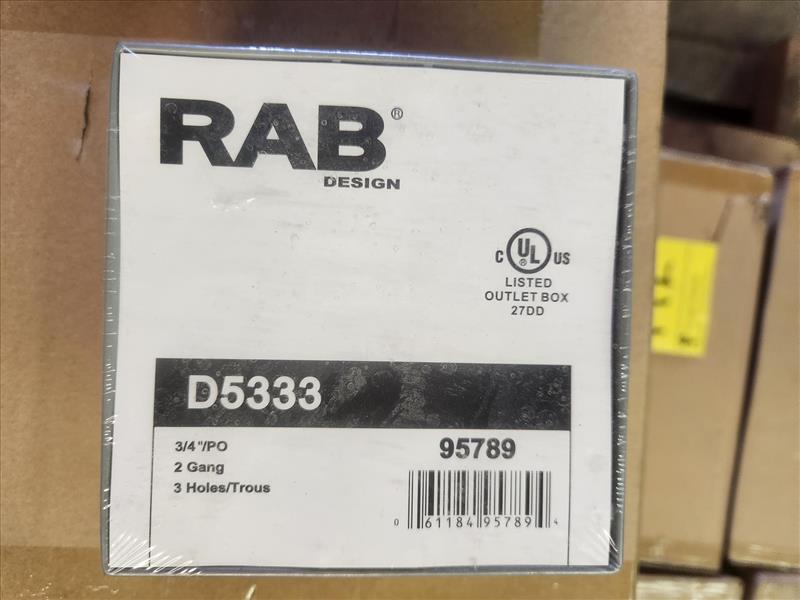 RAB®
DESIGN
C UL® US
LISTED
OUTLET BOX
27DD
D5333
3/4"/PO
2 Gang
3 Holes/Trous
95789
0 61184 95789 4